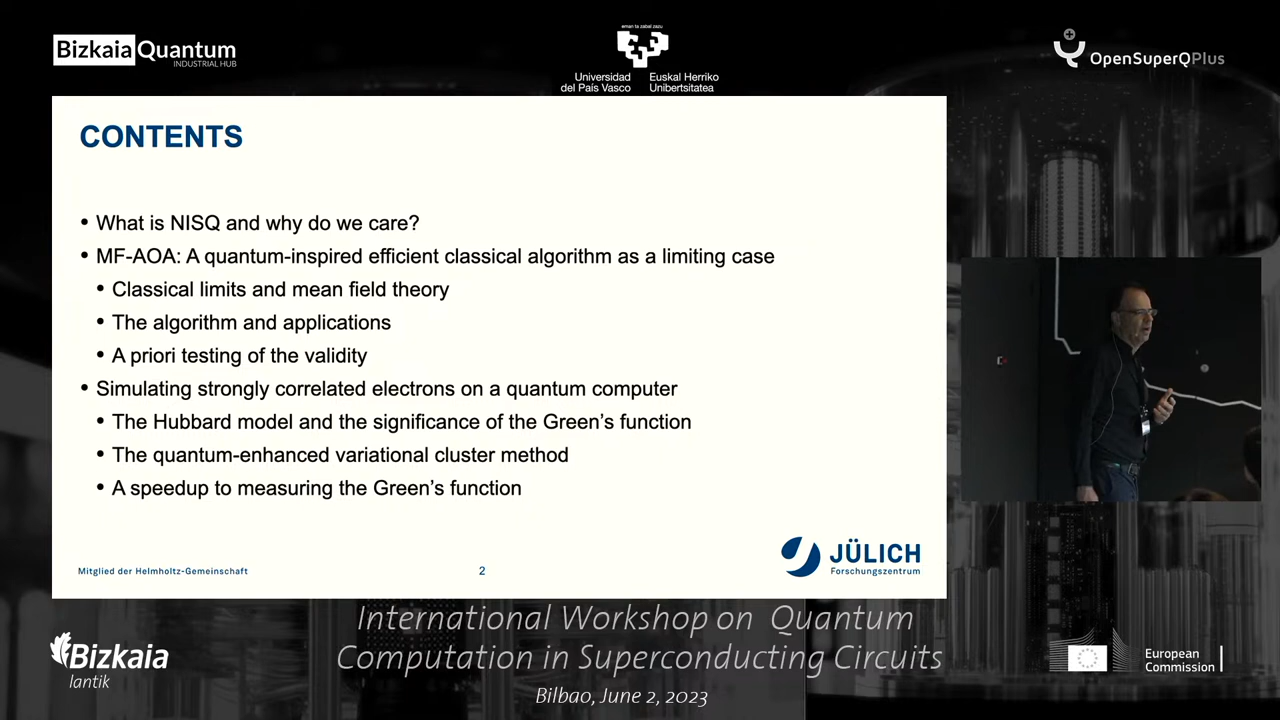 Bizkaia Quantum
INDUSTRIAL HUB
eman ta zabal zazu
Universidad
del País Vasco
Euskal Herriko
Unibertsitatea
OpenSuperQPlus
CONTENTS
• What is NISQ and why do we care?
• MF-AOA: A quantum-inspired efficient classical algorithm as a limiting case
• Classical limits and mean field theory
• The algorithm and applications
• A priori testing of the validity
• Simulating strongly correlated electrons on a quantum computer
• The Hubbard model and the significance of the Green's function
• The quantum-enhanced variational cluster method
• A speedup to measuring the Green's function
Mitglied der Helmholtz-Gemeinschaft
2
JÜLICH
Forschungszentrum
International Workshop on Quantum
Computation in Superconducting Circuits
Bilbao, June 2, 2023
Bizkaia
lantik
European
Commission